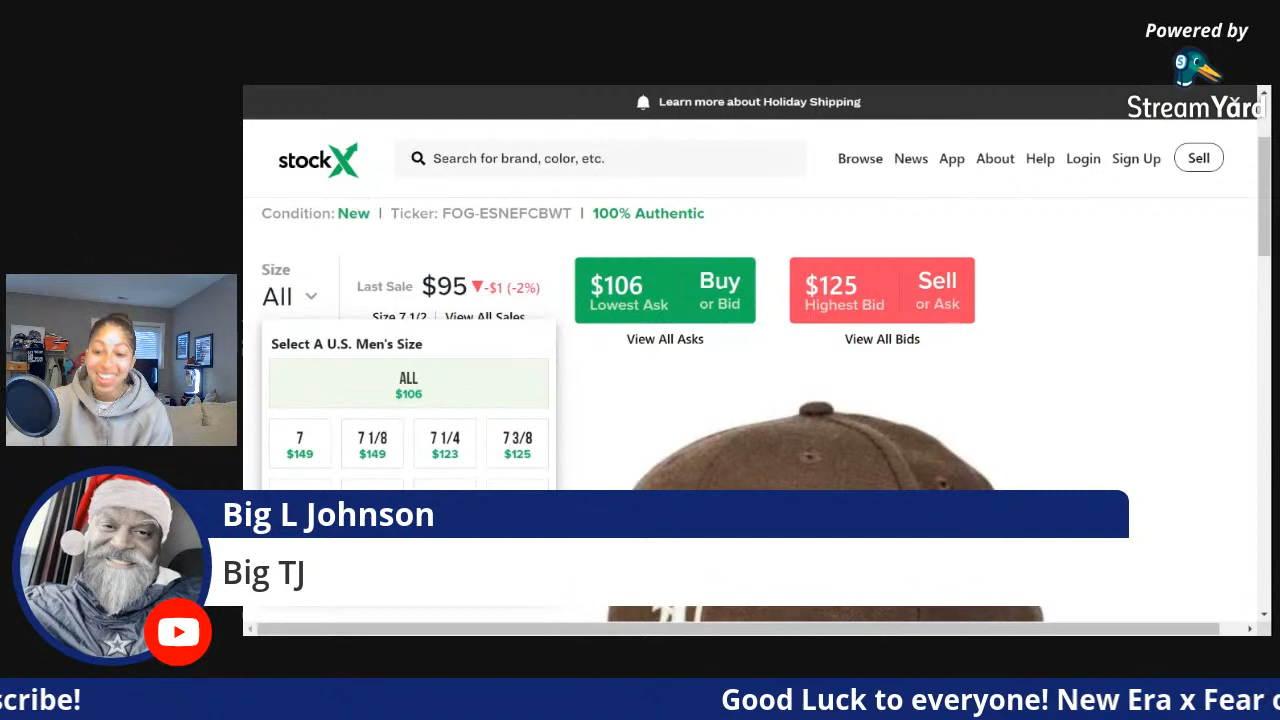 Powered by
StreamYard
Learn more about Holiday Shipping
stockX
Search for brand, color, etc.
Browse News App About Help Login Sign Up Sell
Condition: New | Ticker: FOG-ESNEFCBWT | 100% Authentic
Size
All
Last Sale $95 ▼-$1 (-2%)
Size 7 1/2 | View All Sales
$106 Buy
Lowest Ask or Bid
View All Asks
$125 Sell
Highest Bid or Ask
View All Bids
Select A U.S. Men's Size
ALL
$106
7 7 1/8 7 1/4 7 3/8
$149 $149 $123 $125
Big L Johnson
Big TJ
scribe!
Good Luck to everyone! New Era x Fear